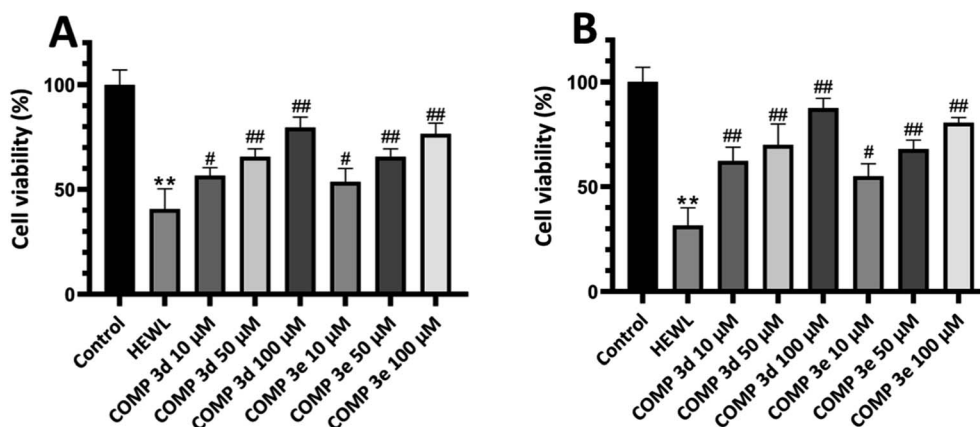 A
Cell viability (%)
100
50
0
**
#
##
##
#
##
##
Control
HEWL
COMP 3d 10 µM
COMP 3d 50 µM
COMP 3d 100 µM
COMP 3e 10 µM
COMP 3e 50 µM
COMP 3e 100 µM
B
Cell viability (%)
100
50
0
**
##
##
##
#
##
##
Control
HEWL
COMP 3d 10 µM
COMP 3d 50 µM
COMP 3d 100 µM
COMP 3e 10 µM
COMP 3e 50 µM
COMP 3e 100 µM